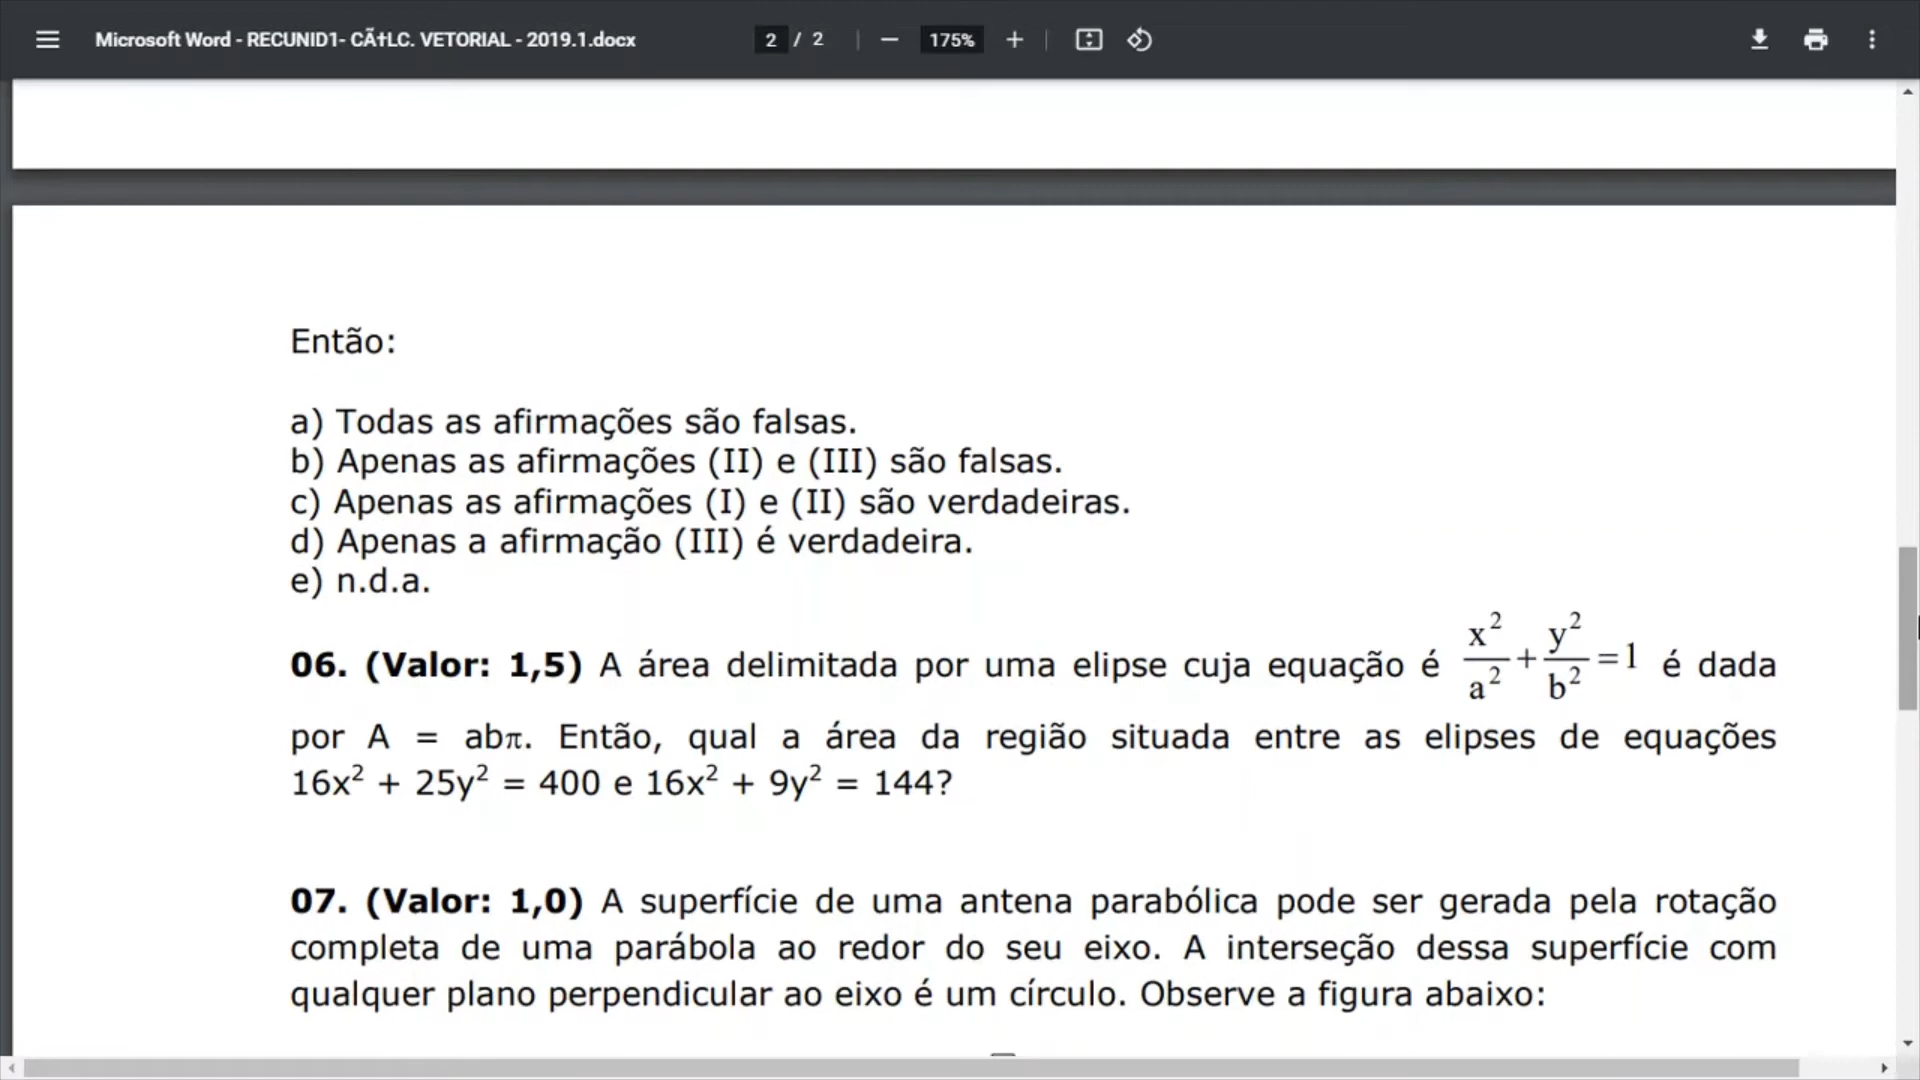 Microsoft Word - RECUNID1- CÃ†LC. VETORIAL - 2019.1.docx
2 / 2
175%
Então:
a) Todas as afirmações são falsas.
b) Apenas as afirmações (II) e (III) são falsas.
c) Apenas as afirmações (I) e (II) são verdadeiras.
d) Apenas a afirmação (III) é verdadeira.
e) n.d.a.
06. (Valor: 1,5) A área delimitada por uma elipse cuja equação é x²/a² + y²/b² = 1 é dada
por A = abπ. Então, qual a área da região situada entre as elipses de equações
16x² + 25y² = 400 e 16x² + 9y² = 144?
07. (Valor: 1,0) A superfície de uma antena parabólica pode ser gerada pela rotação
completa de uma parábola ao redor do seu eixo. A interseção dessa superfície com
qualquer plano perpendicular ao eixo é um círculo. Observe a figura abaixo: